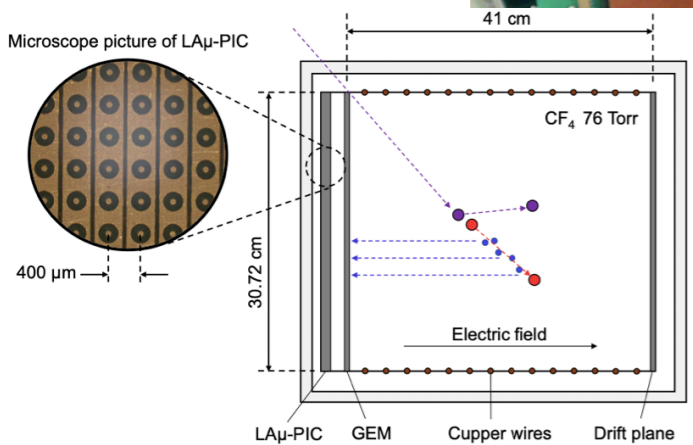 41 cm
Microscope picture of LAμ-PIC
CF₄ 76 Torr
30.72 cm
400 μm
Electric field
LAμ-PIC
GEM
Cupper wires
Drift plane